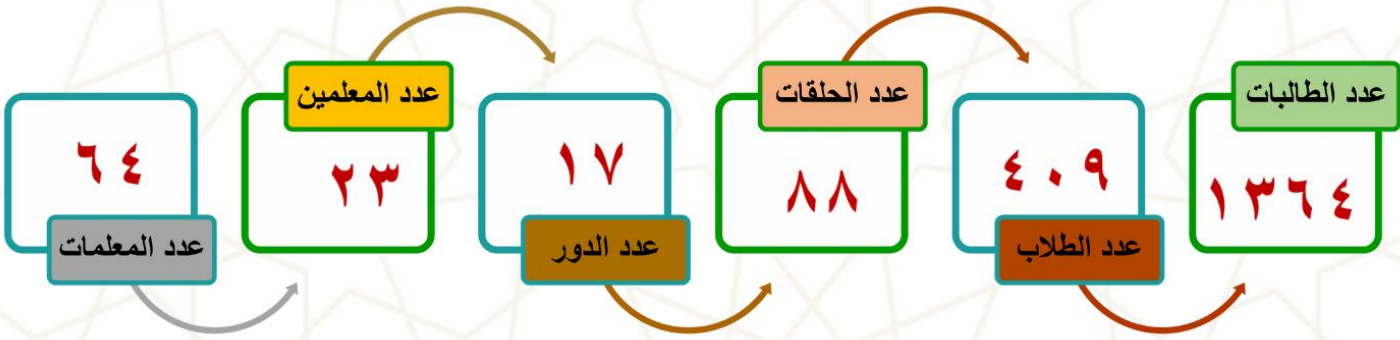 عدد الطالبات
١٣٦٤
٤٠٩
عدد الطلاب
عدد الحلقات
٨٨
١٧
عدد الدور
عدد المعلمين
٢٣
٦٤
عدد المعلمات